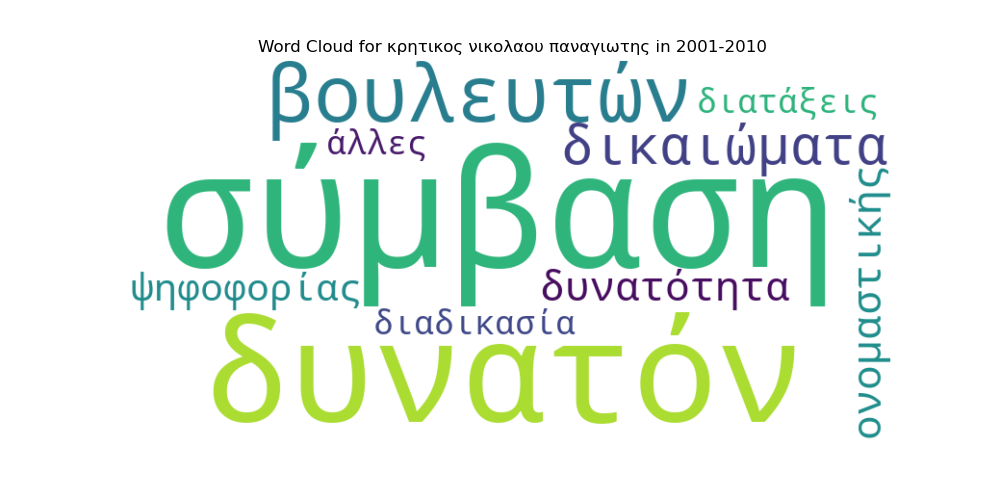 Word Cloud for κρητικος νικολαου παναγιωτης in 2001-2010
βουλευτών
διατάξεις
άλλες
δικαιώματα
σύμβαση
ονομαστικής
ψηφοφορίας
δυνατότητα
διαδικασία
δυνατόν